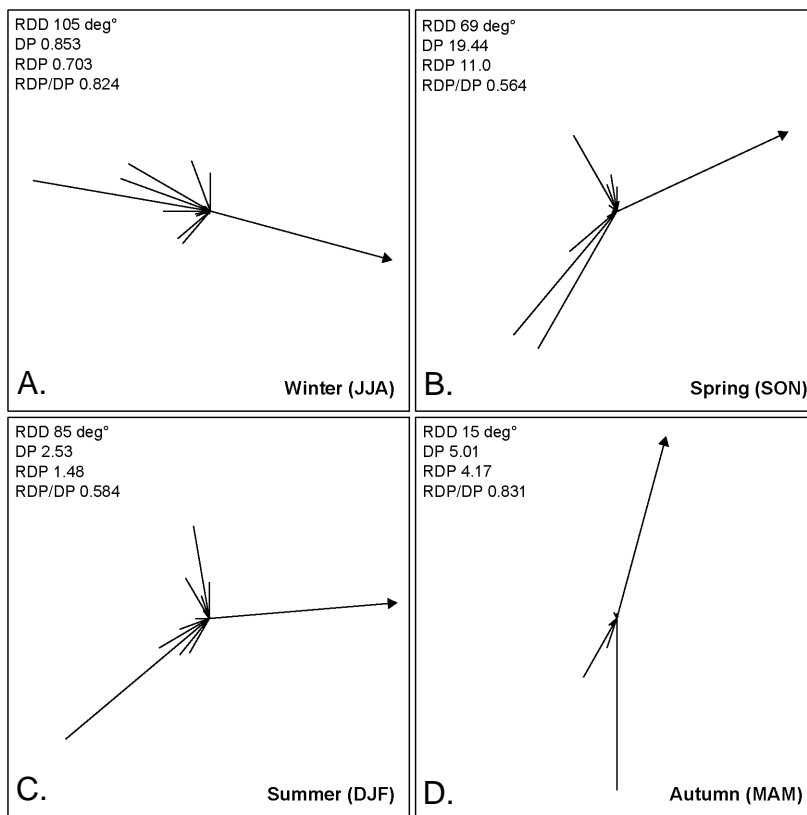 RDD 105 deg°
DP 0.853
RDP 0.703
RDP/DP 0.824
A.
Winter (JJA)
RDD 69 deg°
DP 19.44
RDP 11.0
RDP/DP 0.564
B.
Spring (SON)
RDD 85 deg°
DP 2.53
RDP 1.48
RDP/DP 0.584
C.
Summer (DJF)
RDD 15 deg°
DP 5.01
RDP 4.17
RDP/DP 0.831
D.
Autumn (MAM)